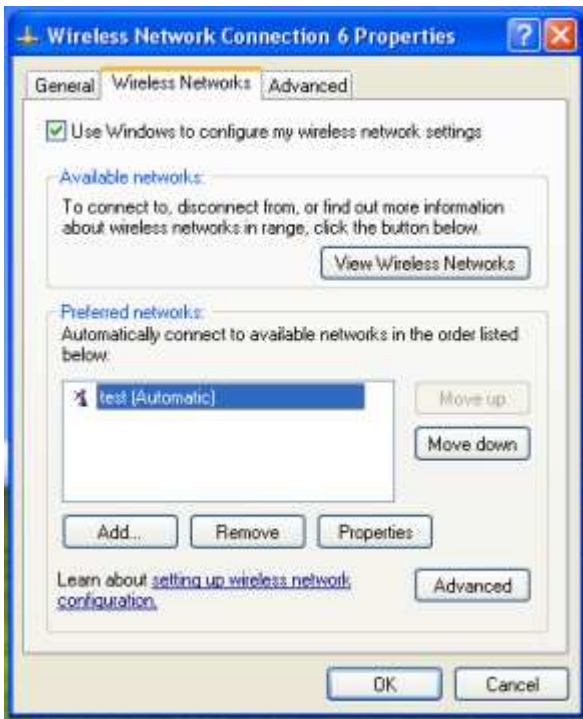 Wireless Network Connection 6 Properties
General Wireless Networks Advanced
Use Windows to configure my wireless network settings
Available networks:
To connect to, disconnect from, or find out more information
about wireless networks in range, click the button below.
View Wireless Networks
Preferred networks:
Automatically connect to available networks in the order listed
below:
test (Automatic)
Move up
Move down
Add... Remove Properties
Learn about setting up wireless network
configuration.
Advanced
OK Cancel